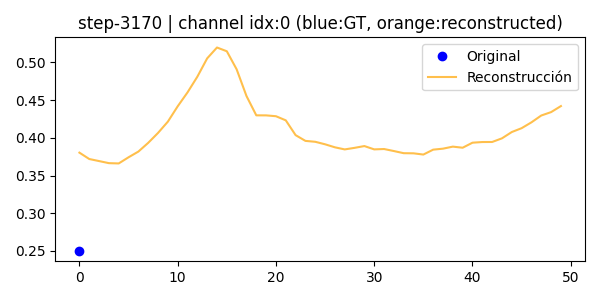 step-3170 | channel idx:0 (blue:GT, orange:reconstructed)
Original
Reconstrucción
0.50
0.45
0.40
0.35
0.30
0.25
0 10 20 30 40 50